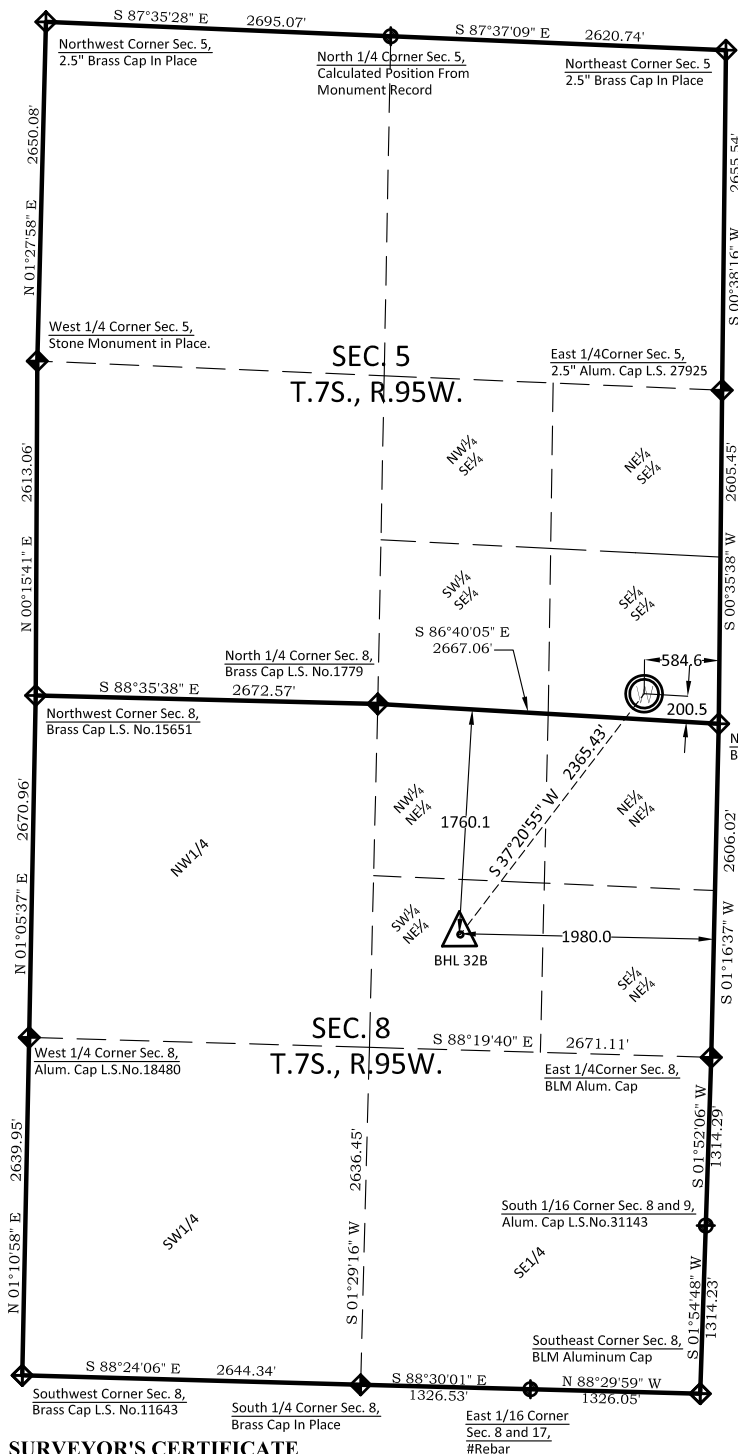 S 87°35'28" E 2695.07'
S 87°37'09" E 2620.74'
Northwest Corner Sec. 5,
2.5" Brass Cap In Place
North 1/4 Corner Sec. 5,
Calculated Position From
Monument Record
Northeast Corner Sec. 5
2.5" Brass Cap In Place
N 01°27'58" E 2650.08'
S 00°38'16" W 2655.54'
West 1/4 Corner Sec. 5,
Stone Monument in Place.
SEC. 5
T.7S., R.95W.
East 1/4Corner Sec. 5,
2.5" Alum. Cap L.S. 27925
NW¼
SE¼
NE¼
SE¼
N 00°15'41" E 2613.06'
S 00°35'38" W 2605.45'
SW¼
SE¼
SE¼
SE¼
S 86°40'05" E
2667.06'
584.6
200.5
North 1/4 Corner Sec. 8,
Brass Cap L.S. No.1779
S 88°35'38" E 2672.57'
Northwest Corner Sec. 8,
Brass Cap L.S. No.15651
N
B
S 37°20'55" W 2365.43'
NW¼
NE¼
NE¼
NE¼
1760.1
N 01°05'37" E 2670.96'
S 01°16'37" W 2606.02'
NW1/4
SW¼
NE¼
1980.0
BHL 32B
SE¼
NE¼
SEC. 8
T.7S., R.95W.
S 88°19'40" E 2671.11'
West 1/4 Corner Sec. 8,
Alum. Cap L.S.No.18480
East 1/4Corner Sec. 8,
BLM Alum. Cap
S 01°52'06" W
1314.29'
N 01°10'58" E 2639.95'
S 01°29'16" W 2636.45'
South 1/16 Corner Sec. 8 and 9,
Alum. Cap L.S.No.31143
SW1/4
SE1/4
S 01°54'48" W
1314.23'
Southeast Corner Sec. 8,
BLM Aluminum Cap
S 88°24'06" E 2644.34'
S 88°30'01" E
1326.53'
N 88°29'59" W
1326.05'
Southwest Corner Sec. 8,
Brass Cap L.S. No.11643
South 1/4 Corner Sec. 8,
Brass Cap In Place
East 1/16 Corner
Sec. 8 and 17,
#Rebar
SURVEYOR'S CERTIFICATE